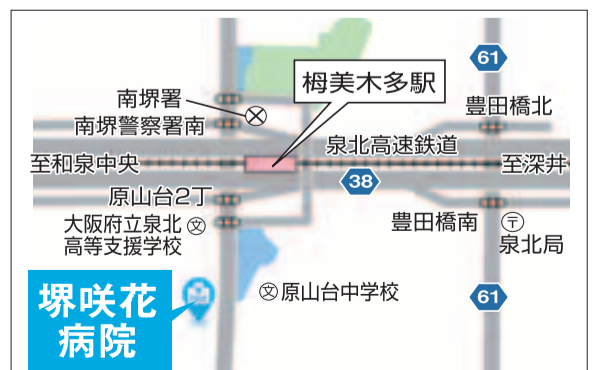 61
栂美木多駅
南堺署
豊田橋北
南堺警察署南
泉北高速鉄道
至和泉中央
至深井
38
原山台2丁
大阪府立泉北
高等支援学校
文
豊田橋南
〒
泉北局
堺咲花
病院
文
原山台中学校
61